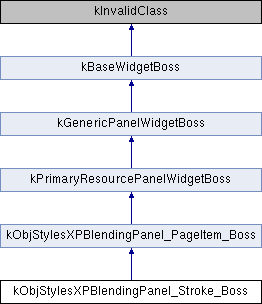 kInvalidClass
kBaseWidgetBoss
kGenericPanelWidgetBoss
kPrimaryResourcePanelWidgetBoss
kObjStylesXPBlendingPanel_PageItem_Boss
kObjStylesXPBlendingPanel_Stroke_Boss